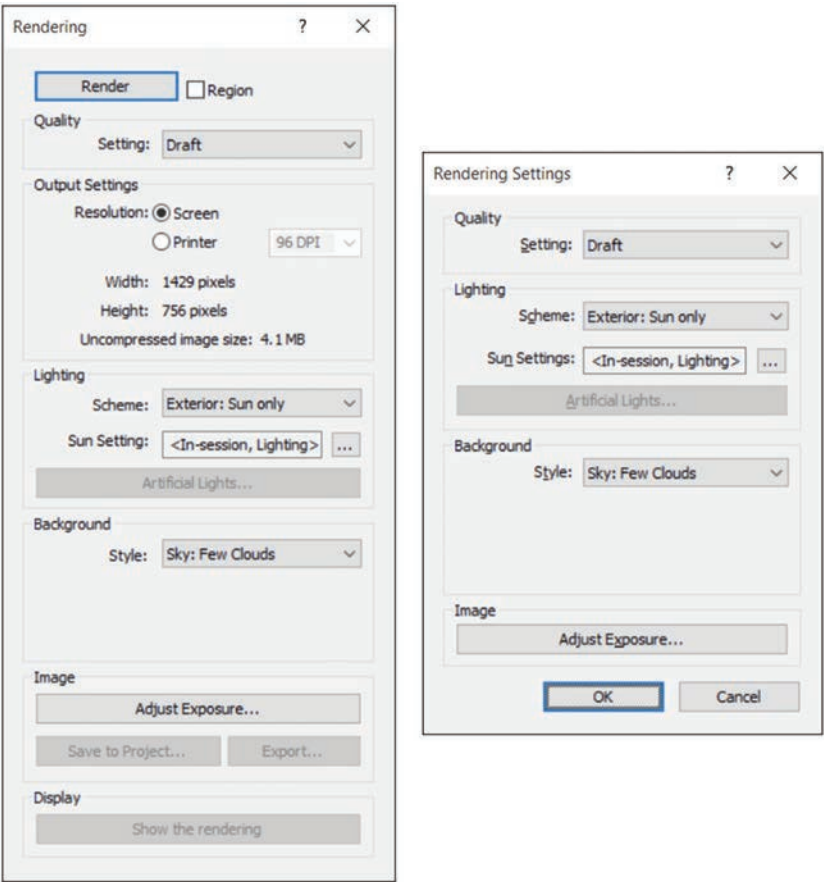 Rendering ? ×
Render Region
Quality
Setting: Draft
Output Settings
Resolution: Screen
Printer 96 DPI
Width: 1429 pixels
Height: 756 pixels
Uncompressed image size: 4.1 MB
Lighting
Scheme: Exterior: Sun only
Sun Setting: <In-session, Lighting> ...
Artificial Lights...
Background
Style: Sky: Few Clouds
Image
Adjust Exposure...
Save to Project... Export...
Display
Show the rendering
Rendering Settings ? ×
Quality
Setting: Draft
Lighting
Scheme: Exterior: Sun only
Sun Settings: <In-session, Lighting> ...
Artificial Lights...
Background
Style: Sky: Few Clouds
Image
Adjust Exposure...
OK Cancel